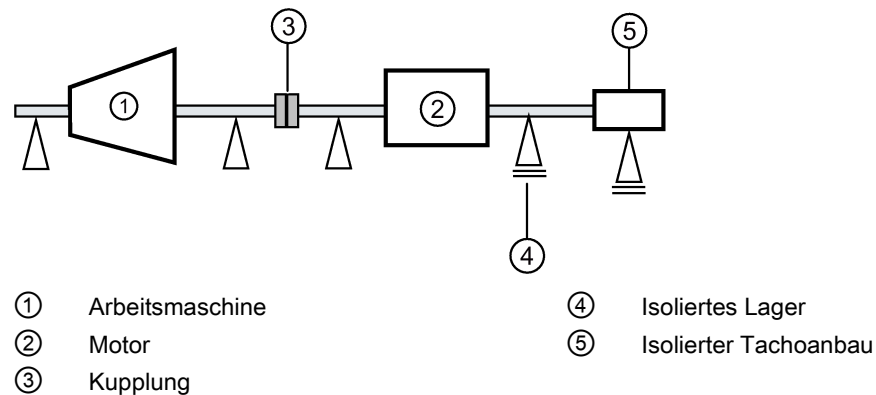 ③
⑤
①
②
④
① Arbeitsmaschine
② Motor
③ Kupplung
④ Isoliertes Lager
⑤ Isolierter Tachoanbau